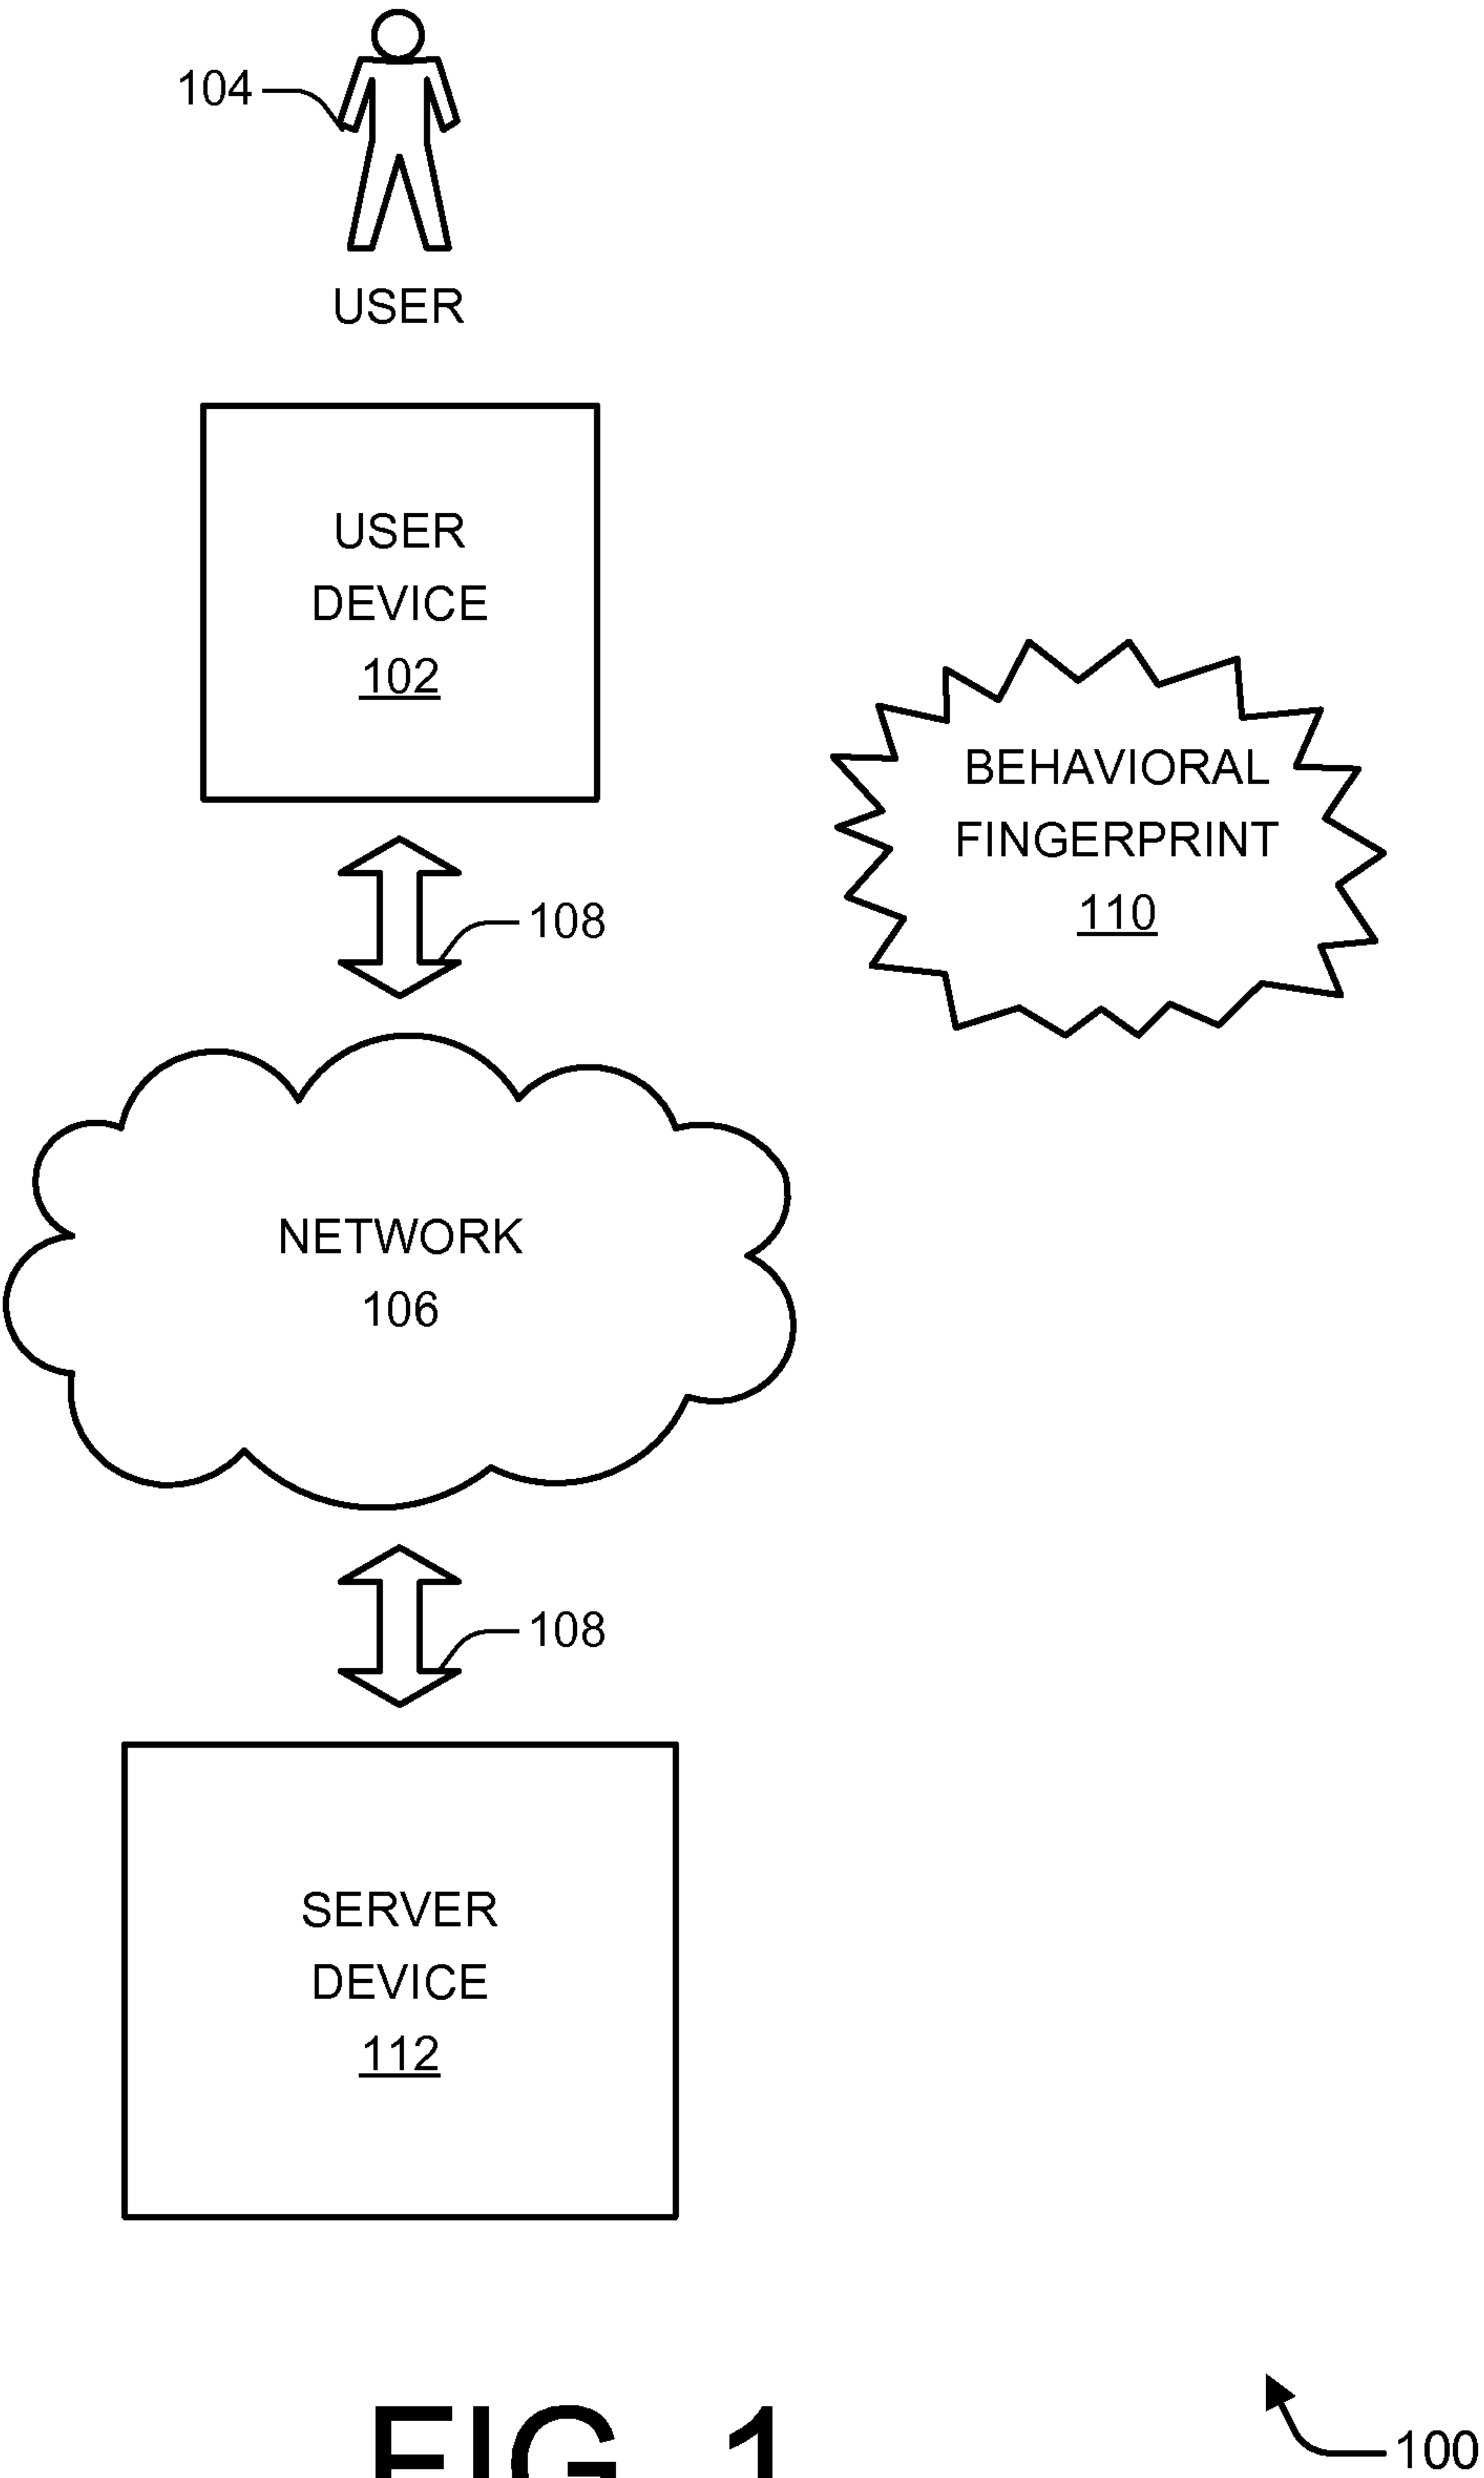 104
USER
USER
DEVICE
102
BEHAVIORAL
FINGERPRINT
110
108
NETWORK
106
108
SERVER
DEVICE
112
FIG. 1
100